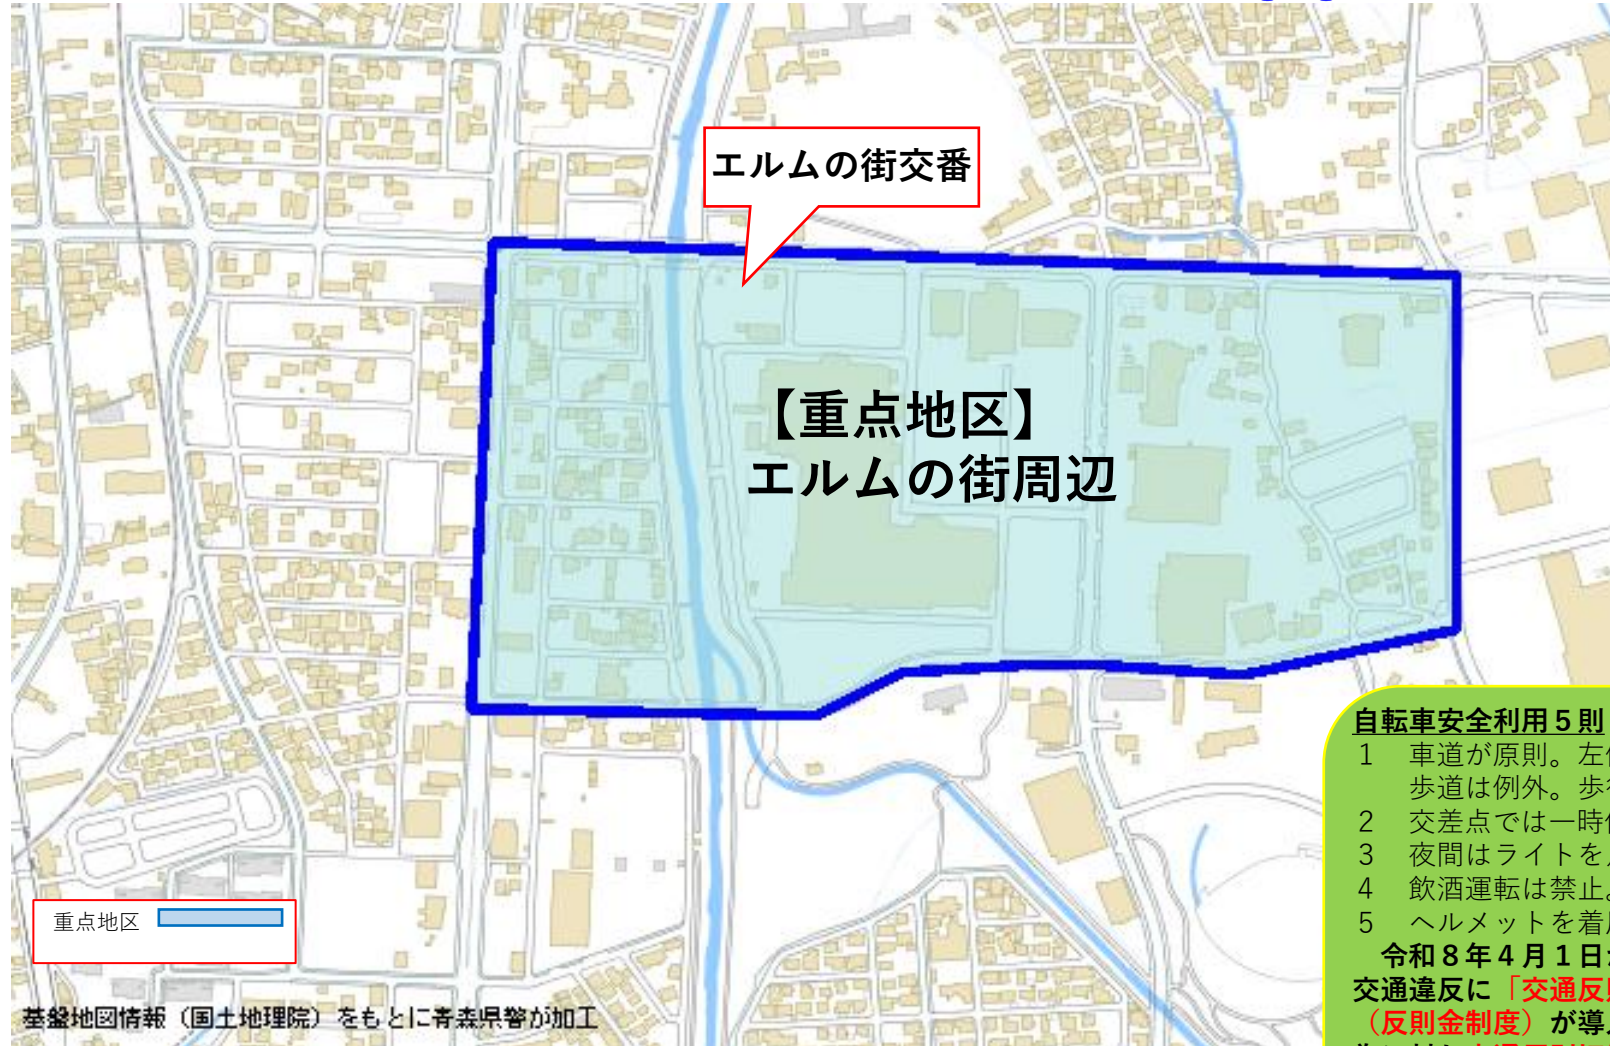 エルムの街交番
【重点地区】
エルムの街周辺
自転車安全利用５則
1 車道が原則。左
歩道は例外。歩
2 交差点では一時
3 夜間はライトを
4 飲酒運転は禁止。
5 ヘルメットを着
令和８年４月１日
交通違反に「交通反
（反則金制度）が導
重点地区
基盤地図情報（国土地理院）をもとに青森県警が加工